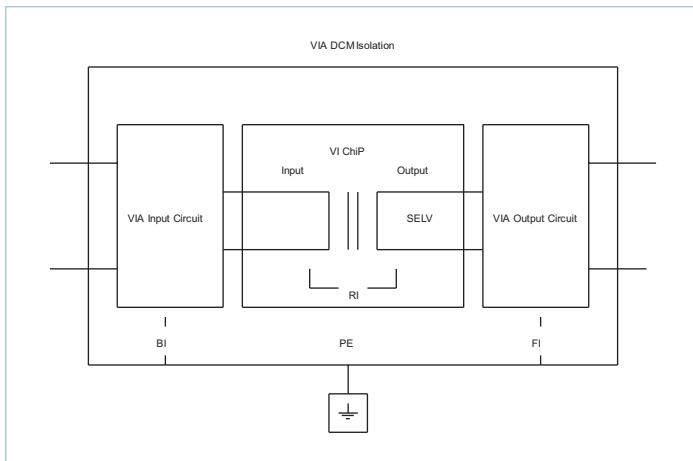 VIA DCM Isolation
VI ChiP
Input
Output
VIA Input Circuit
SELV
VIA Output Circuit
RI
BI
PE
FI